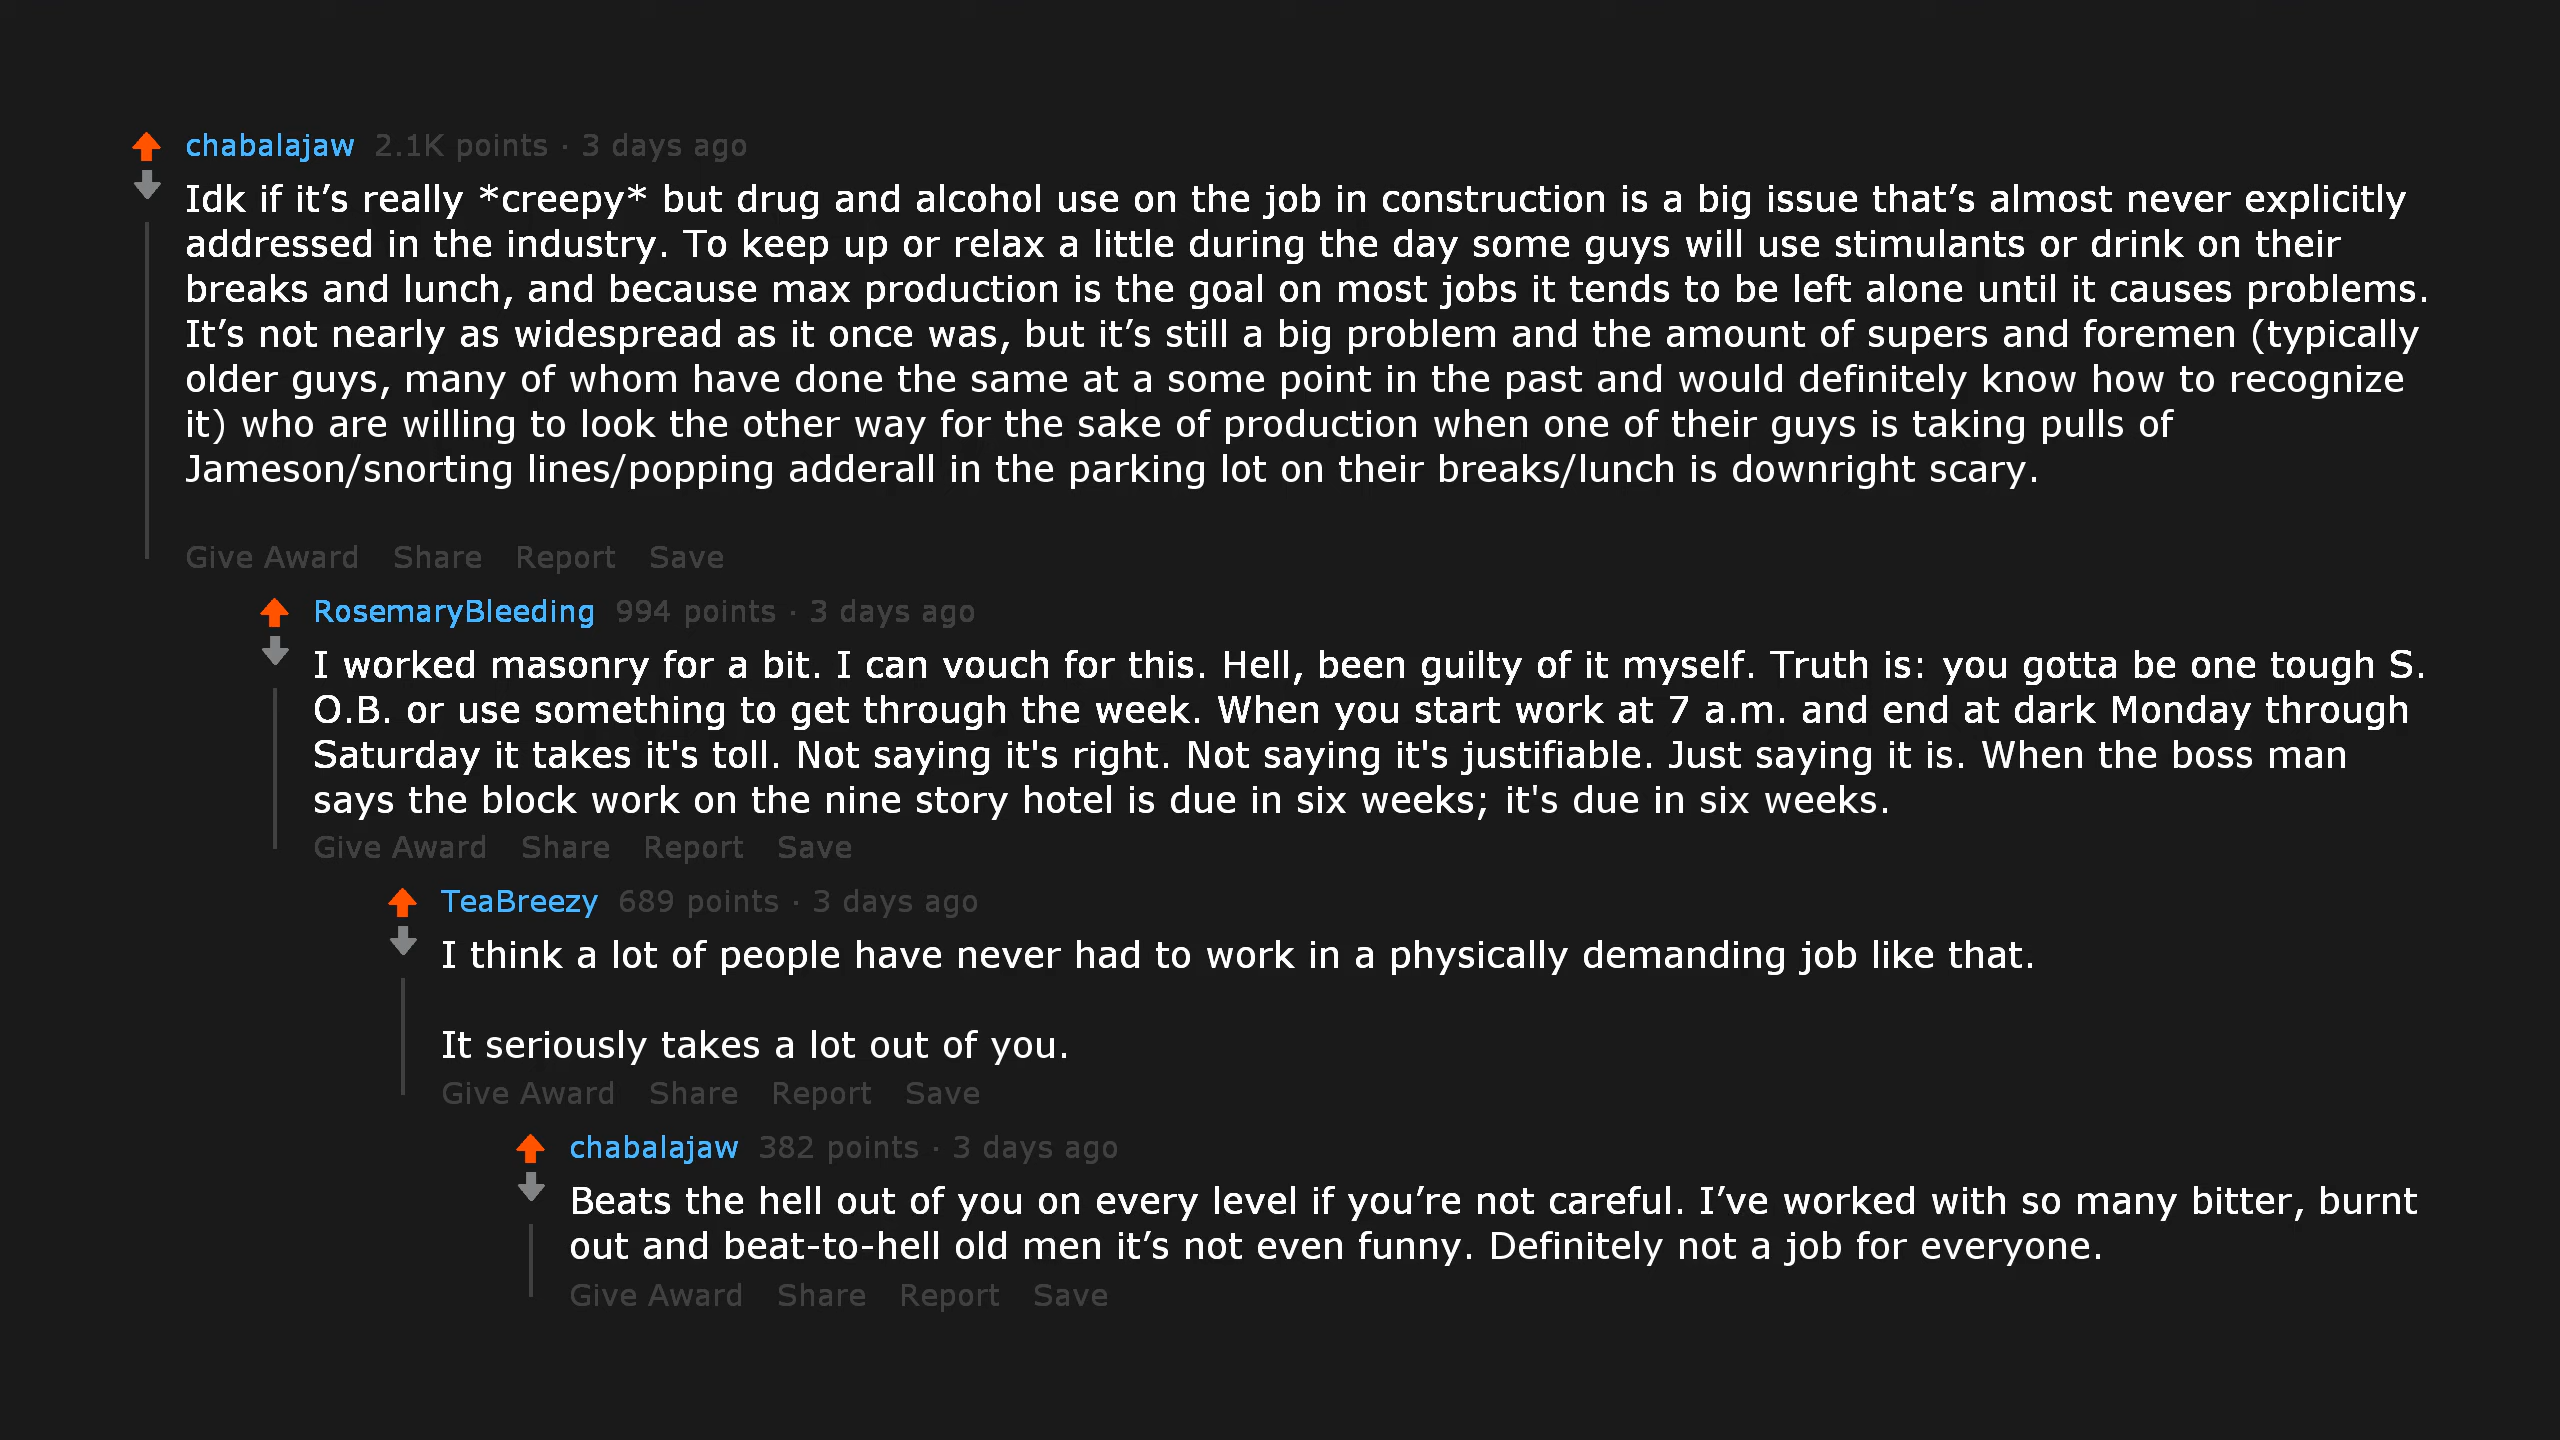 chabalajaw 2.1K points · 3 days ago
Idk if it’s really *creepy* but drug and alcohol use on the job in construction is a big issue that’s almost never explicitly
addressed in the industry. To keep up or relax a little during the day some guys will use stimulants or drink on their
breaks and lunch, and because max production is the goal on most jobs it tends to be left alone until it causes problems.
It’s not nearly as widespread as it once was, but it’s still a big problem and the amount of supers and foremen (typically
older guys, many of whom have done the same at a some point in the past and would definitely know how to recognize
it) who are willing to look the other way for the sake of production when one of their guys is taking pulls of
Jameson/snorting lines/popping adderall in the parking lot on their breaks/lunch is downright scary.
Give Award Share Report Save
RosemaryBleeding 994 points · 3 days ago
I worked masonry for a bit. I can vouch for this. Hell, been guilty of it myself. Truth is: you gotta be one tough S.
O.B. or use something to get through the week. When you start work at 7 a.m. and end at dark Monday through
Saturday it takes it's toll. Not saying it's right. Not saying it's justifiable. Just saying it is. When the boss man
says the block work on the nine story hotel is due in six weeks; it's due in six weeks.
Give Award Share Report Save
TeaBreezy 689 points · 3 days ago
I think a lot of people have never had to work in a physically demanding job like that.
It seriously takes a lot out of you.
Give Award Share Report Save
chabalajaw 382 points · 3 days ago
Beats the hell out of you on every level if you’re not careful. I’ve worked with so many bitter, burnt
out and beat-to-hell old men it’s not even funny. Definitely not a job for everyone.
Give Award Share Report Save